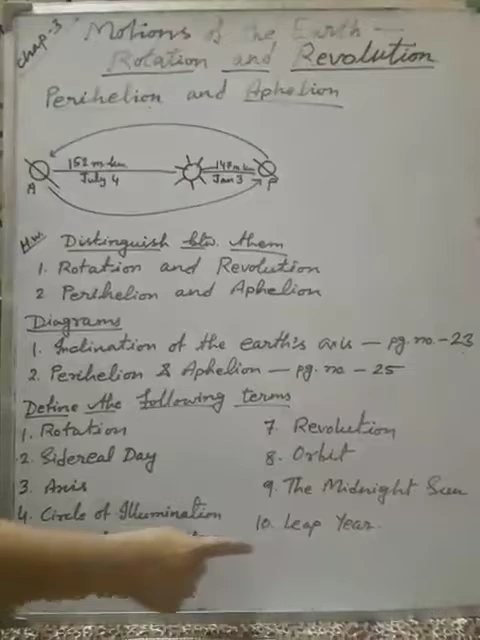 Chap-3
Motions of the Earth —
Rotation and Revolution
Perihelion and Aphelion
152 m km
July 4
147 m k
Jan 3
A
P
H.w. Distinguish btw. them
1. Rotation and Revolution
2 Perihelion and Aphelion
Diagrams
1. Inclination of the earth's axis — pg. no. - 23
2. Perihelion & Aphelion — pg. no - 25
Define the following terms
1. Rotation
2. Sidereal Day
3. Axis
4. Circle of Illumination
7. Revolution
8. Orbit
9. The Midnight Sun
10. Leap Year